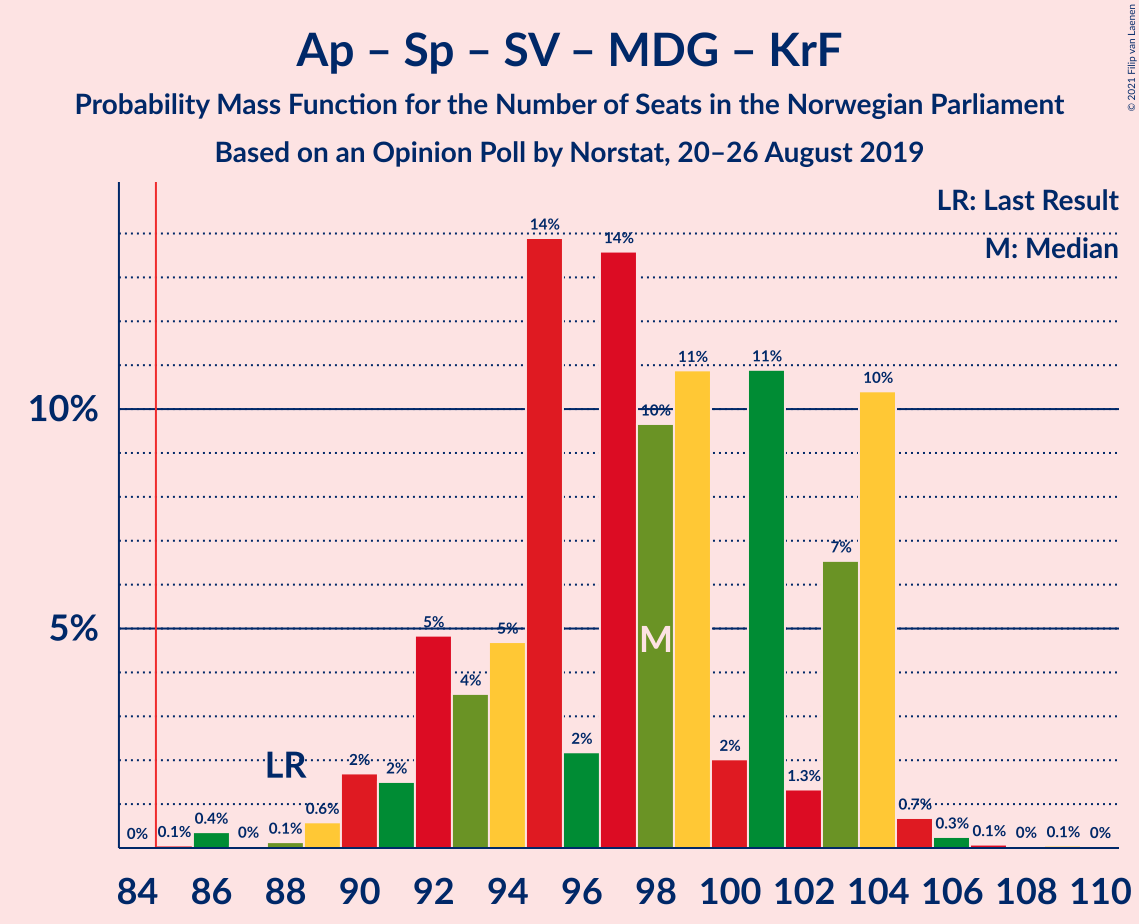 Ap – Sp – SV – MDG – KrF
Probability Mass Function for the Number of Seats in the Norwegian Parliament
Based on an Opinion Poll by Norstat, 20–26 August 2019
© 2021 Filip van Laenen
LR: Last Result
M: Median
10%
5%
0% 0.1% 0.4% 0% 0.1% 0.6% 2% 2% 5% 4% 5% 14% 2% 14% 10% 11% 2% 11% 1.3% 7% 10% 0.7% 0.3% 0.1% 0% 0.1% 0%
LR
M
84 86 88 90 92 94 96 98 100 102 104 106 108 110